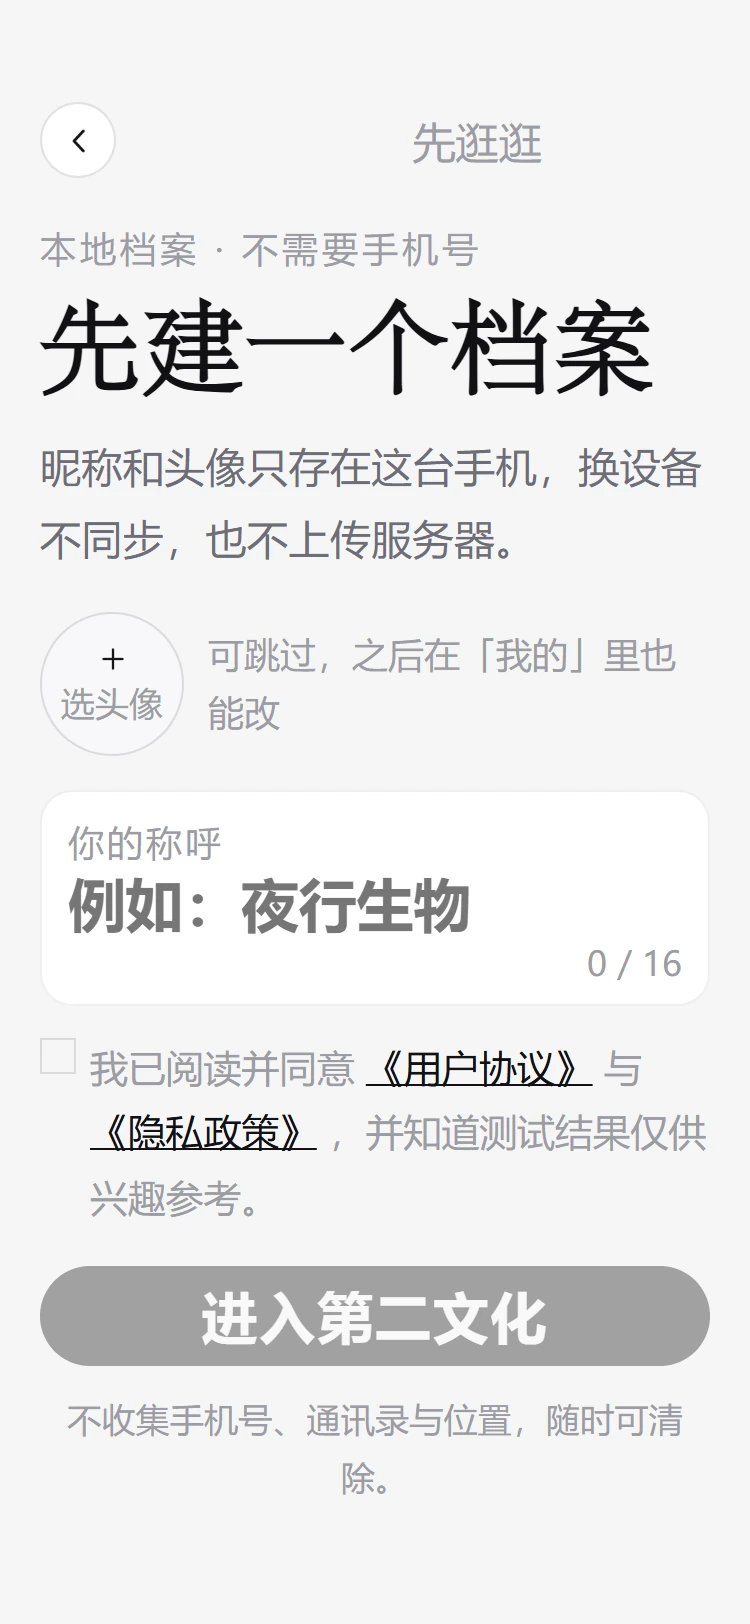 先逛逛
本地档案 · 不需要手机号
先建一个档案
昵称和头像只存在这台手机，换设备
不同步，也不上传服务器。
+
选头像
可跳过，之后在「我的」里也
能改
你的称呼
例如：夜行生物
0 / 16
我已阅读并同意 《用户协议》 与
《隐私政策》 ，并知道测试结果仅供
兴趣参考。
进入第二文化
不收集手机号、通讯录与位置，随时可清
除。